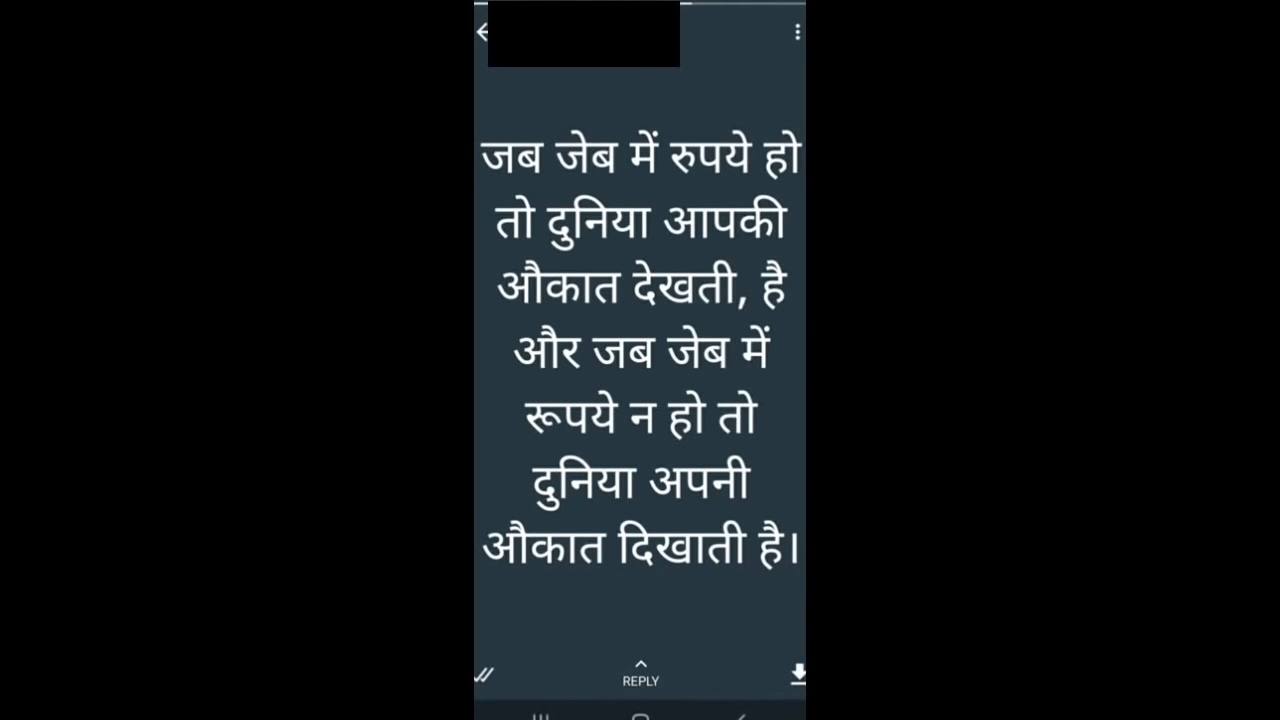 जब जेब में रुपये हो
तो दुनिया आपकी
औकात देखती, है
और जब जेब में
रूपये न हो तो
दुनिया अपनी
औकात दिखाती है।
REPLY